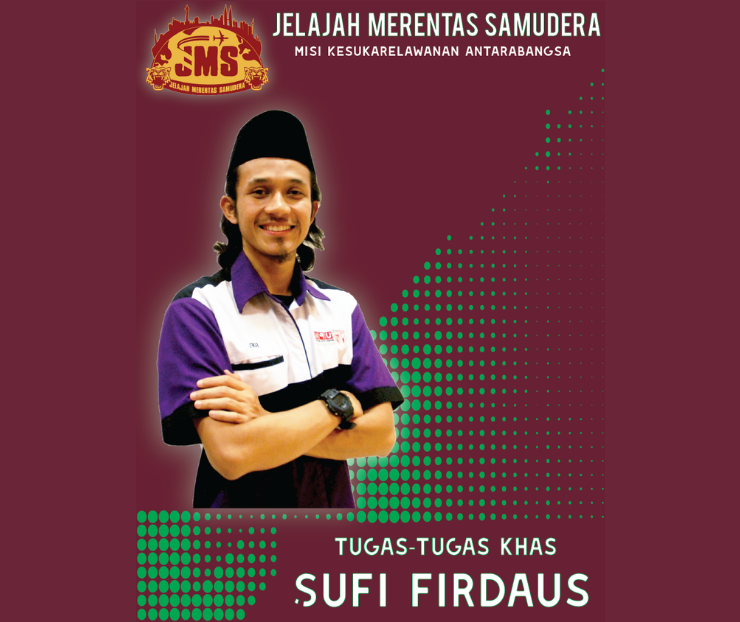 JMS
JELAJAH MERENTAS SAMUDERA
JELAJAH MERENTAS SAMUDERA
MISI KESUKARELAWANAN ANTARABANGSA
TUGAS-TUGAS KHAS
SUFI FIRDAUS